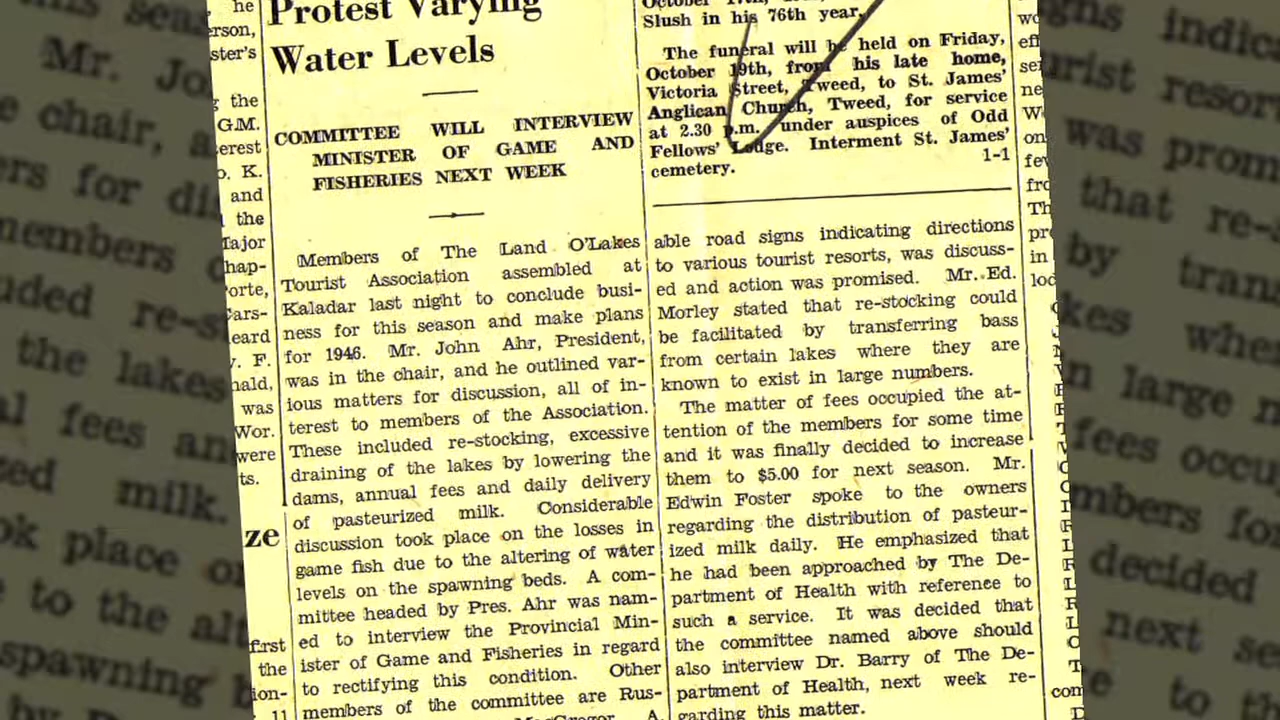 Protest Varying
Water Levels
COMMITTEE WILL INTERVIEW
MINISTER OF GAME AND
FISHERIES NEXT WEEK
Members of The Land O'Lakes
Tourist Association assembled at
Kaladar last night to conclude busi-
ness for this season and make plans
for 1946. Mr. John Ahr, President,
was in the chair, and he outlined var-
ious matters for discussion, all of in-
terest to members of the Association.
These included re-stocking, excessive
draining of the lakes by lowering the
dams, annual fees and daily delivery
of pasteurized milk. Considerable
discussion took place on the losses in
game fish due to the altering of water
levels on the spawning beds. A com-
mittee headed by Pres. Ahr was nam-
ed to interview the Provincial Min-
ister of Game and Fisheries in regard
to rectifying this condition. Other
members of the committee are Rus-
MacGregor, A.
October 17th,
Slush in his 76th year.
The funeral will be held on Friday,
October 19th, from his late home,
Victoria Street, Tweed, to St. James'
Anglican Church, Tweed, for service
at 2.30 p.m. under auspices of Odd
Fellows' Lodge. Interment St. James'
cemetery. 1-1
able road signs indicating directions
to various tourist resorts, was discuss-
ed and action was promised. Mr. Ed.
Morley stated that re-stocking could
be facilitated by transferring bass
from certain lakes where they are
known to exist in large numbers.
The matter of fees occupied the at-
tention of the members for some time
and it was finally decided to increase
them to $5.00 for next season. Mr.
Edwin Foster spoke to the owners
regarding the distribution of pasteur-
ized milk daily. He emphasized that
he had been approached by The De-
partment of Health with reference to
such a service. It was decided that
the committee named above should
also interview Dr. Barry of The De-
partment of Health, next week re-
garding this matter.